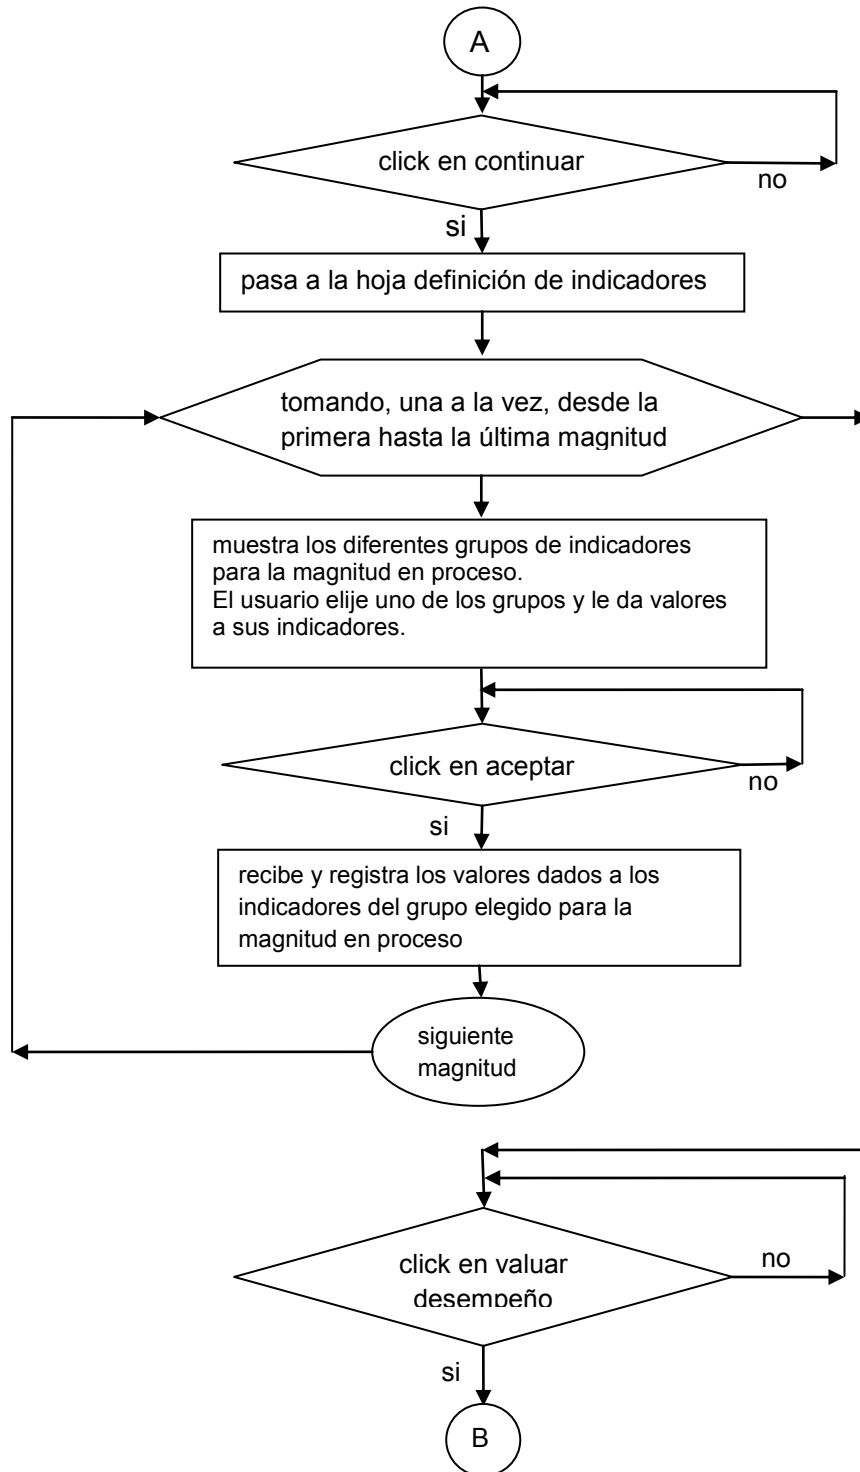 A
click en continuar
no
si
pasa a la hoja definición de indicadores
tomando, una a la vez, desde la
primera hasta la última magnitud
muestra los diferentes grupos de indicadores
para la magnitud en proceso.
El usuario elije uno de los grupos y le da valores
a sus indicadores.
click en aceptar
no
si
recibe y registra los valores dados a los
indicadores del grupo elegido para la
magnitud en proceso
siguiente
magnitud
click en valuar
desempeño
no
si
B